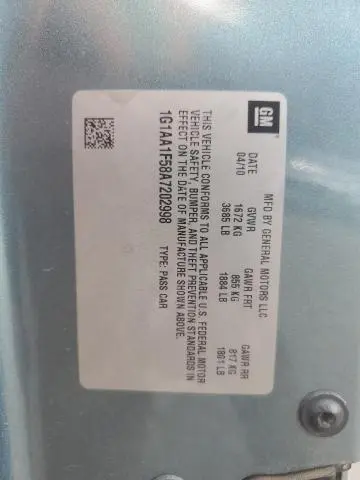 GM
MFD BY GENERAL MOTORS LLC
DATE GVWR GAWR FRT GAWR RR
04/10 1672 KG 855 KG 817 KG
3685 LB 1884 LB 1801 LB
THIS VEHICLE CONFORMS TO ALL APPLICABLE U.S. FEDERAL MOTOR
VEHICLE SAFETY, BUMPER, AND THEFT PREVENTION STANDARDS IN
EFFECT ON THE DATE OF MANUFACTURE SHOWN ABOVE.
1G1AA1F58A7202998 TYPE: PASS CAR